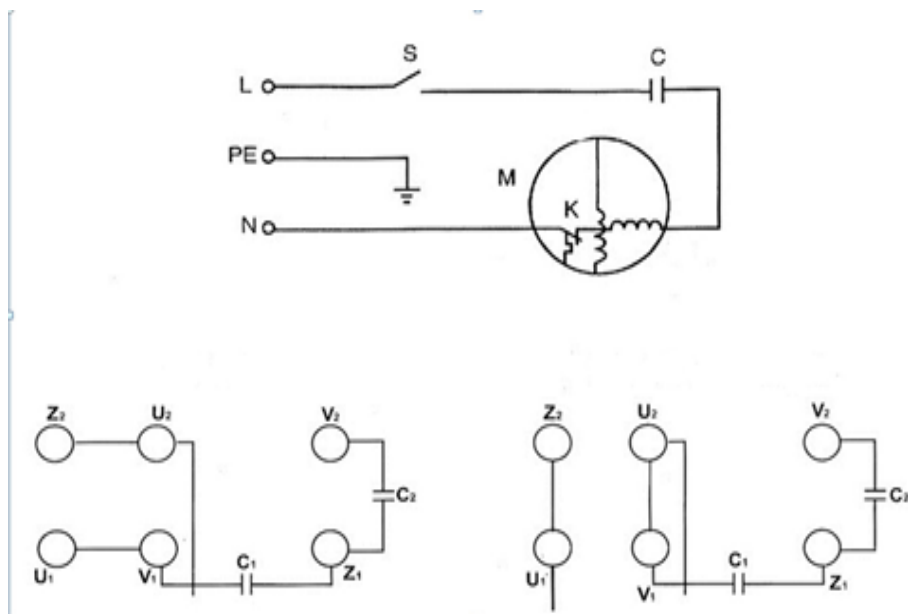 S C
L
PE
M
K
N
Z₂ U₂ V₂ Z₂ U₂ V₂
C₂ C₂
C₁ C₁
U₁ V₁ Z₁ U₁ V₁ Z₁